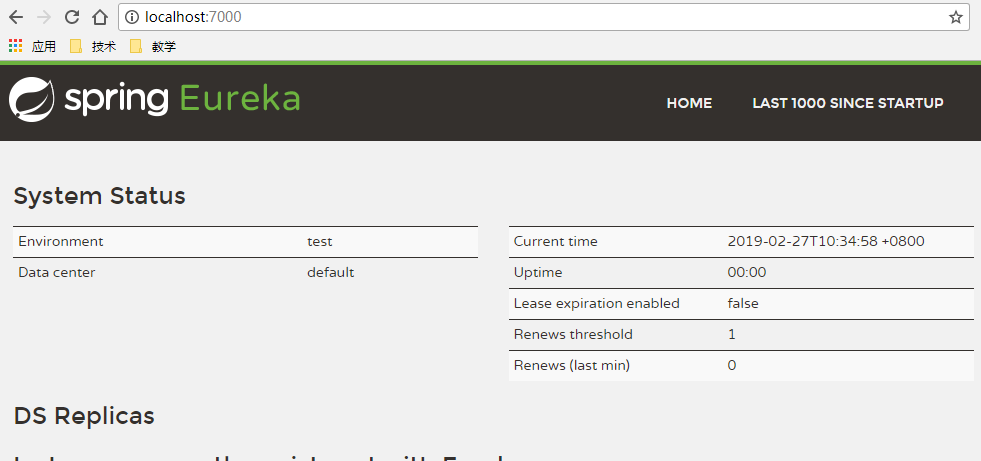 localhost:7000
应用 技术 教学
spring Eureka
HOME LAST 1000 SINCE STARTUP
System Status
Environment test
Data center default
Current time 2019-02-27T10:34:58 +0800
Uptime 00:00
Lease expiration enabled false
Renews threshold 1
Renews (last min) 0
DS Replicas